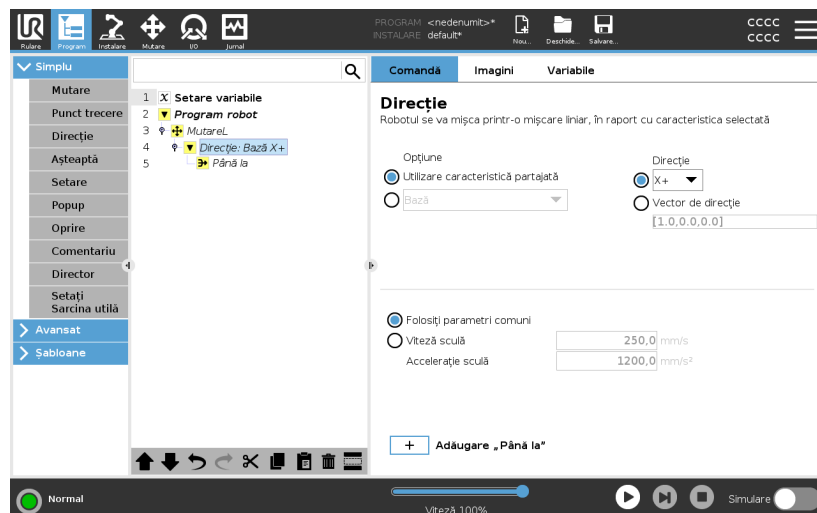 PROGRAM <nedenumit>*
INSTALARE default*
CCCC
CCCC
Rulare
Program
Instalare
Mutare
I/O
Jurnal
Nou...
Deschide...
Salvare...
Simplu
Mutare
Punct trecere
Direcție
Așteaptă
Setare
Popup
Oprire
Comentariu
Director
Setați
Sarcina utilă
Avansat
Șabloane
1 X Setare variabile
2 Program robot
3 MutareL
4 Direcție: Bază X+
5 Până la
Comandă Imagini Variabile
Direcție
Robotul se va mișca printr-o mișcare liniar, în raport cu caracteristica selectată
Opțiune
Utilizare caracteristică partajată
Bază
Direcție
X+
Vector de direcție
[1.0,0.0,0.0]
Folosiți parametri comuni
Viteză sculă 250,0 mm/s
Accelerație sculă 1200,0 mm/s²
+ Adăugare „Până la”
Normal
Viteză 100%
Simulare